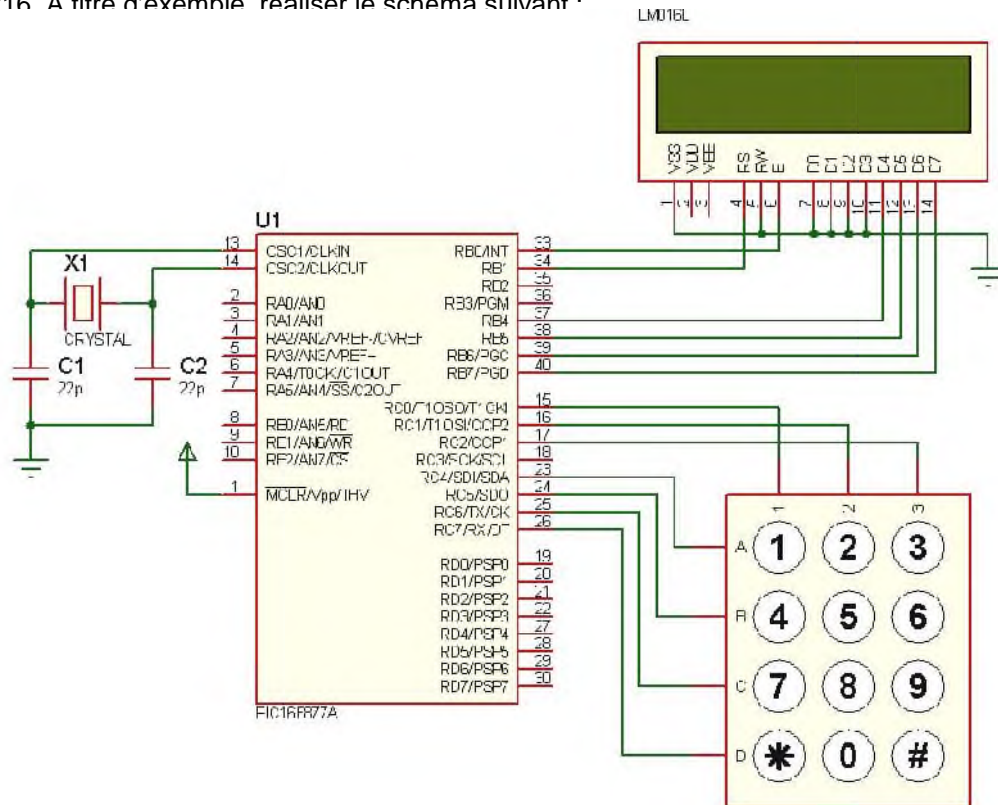 16 A titre d'exemple réaliser le schéma suivant :
LM016L
VSS
VDD
VEE
RS
RW
E
D0
D1
D2
D3
D4
D5
D6
D7
1
2
3
4
5
6
7
8
9
10
11
12
13
14
U1
X1
CRYSTAL
C1
22p
C2
22p
13
OSC1/CLKIN
14
OSC2/CLKOUT
2
RA0/AN0
3
RA1/AN1
4
RA2/AN2/VREF-/CVREF
5
RA3/AN3/VREF+
6
RA4/T0CK/C1OUT
7
RA5/AN4/SS/C2OUT
8
RE0/AN5/RD
9
RE1/AN6/WR
10
RE2/AN7/CS
1
MCLR/Vpp/THV
RB0/INT
33
RB1
34
RB2
35
RB3/PGM
36
RB4
37
RB5
38
RB6/PGC
39
RB7/PGD
40
RC0/T1OSO/T1CKI
15
RC1/T1OSI/CCP2
16
RC2/CCP1
17
RC3/SCK/SCL
18
RC4/SDI/SDA
23
RC5/SDO
24
RC6/TX/CK
25
RC7/RX/DT
26
RD0/PSP0
19
RD1/PSP1
20
RD2/PSP2
21
RD3/PSP3
22
RD4/PSP4
27
RD5/PSP5
28
RD6/PSP6
29
RD7/PSP7
30
PIC16F877A
1
2
3
A
1
2
3
B
4
5
6
C
7
8
9
D
*
0
#